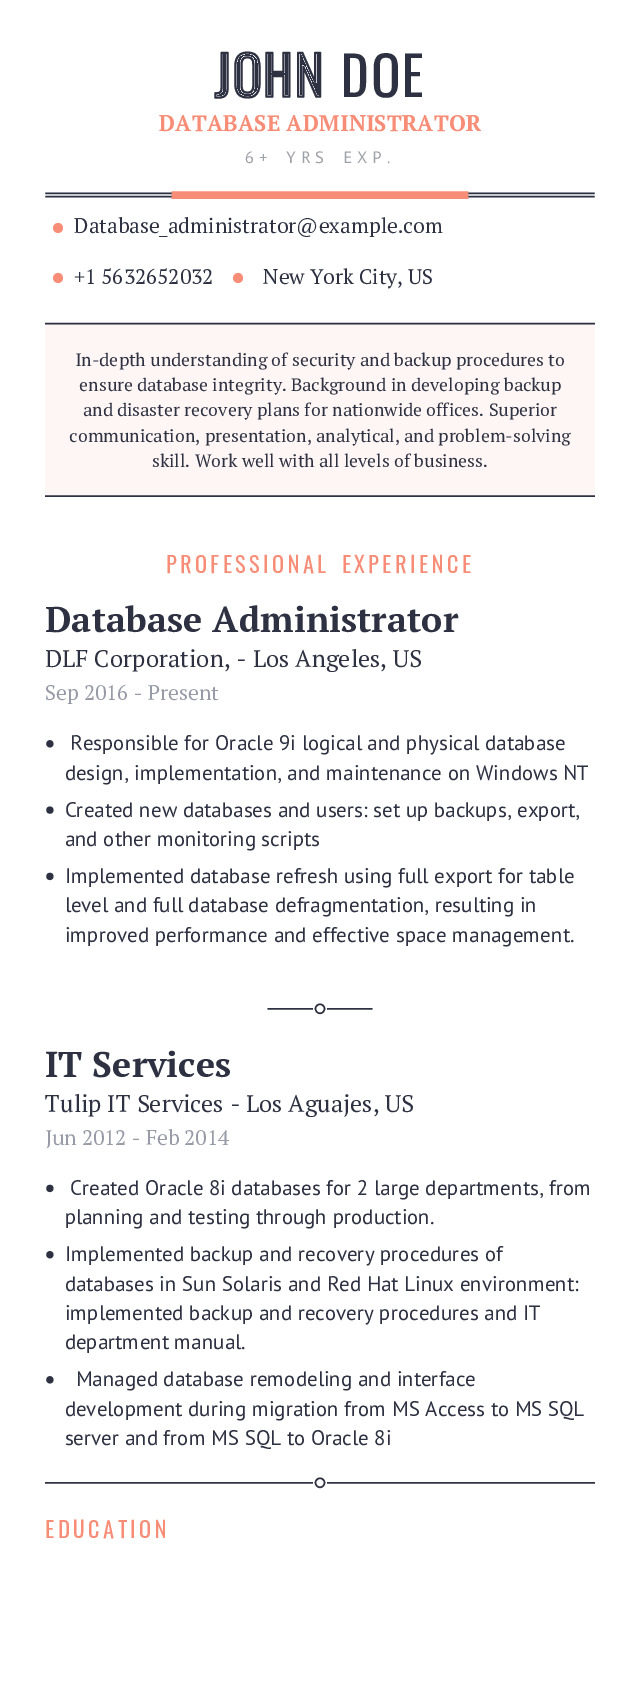 JOHN DOE
DATABASE ADMINISTRATOR
6+ YRS EXP.
Database_administrator@example.com
+1 5632652032 New York City, US
In-depth understanding of security and backup procedures to
ensure database integrity. Background in developing backup
and disaster recovery plans for nationwide offices. Superior
communication, presentation, analytical, and problem-solving
skill. Work well with all levels of business.
PROFESSIONAL EXPERIENCE
Database Administrator
DLF Corporation, - Los Angeles, US
Sep 2016 - Present
• Responsible for Oracle 9i logical and physical database
design, implementation, and maintenance on Windows NT
• Created new databases and users: set up backups, export,
and other monitoring scripts
• Implemented database refresh using full export for table
level and full database defragmentation, resulting in
improved performance and effective space management.
IT Services
Tulip IT Services - Los Aguajes, US
Jun 2012 - Feb 2014
• Created Oracle 8i databases for 2 large departments, from
planning and testing through production.
• Implemented backup and recovery procedures of
databases in Sun Solaris and Red Hat Linux environment:
implemented backup and recovery procedures and IT
department manual.
• Managed database remodeling and interface
development during migration from MS Access to MS SQL
server and from MS SQL to Oracle 8i
EDUCATION